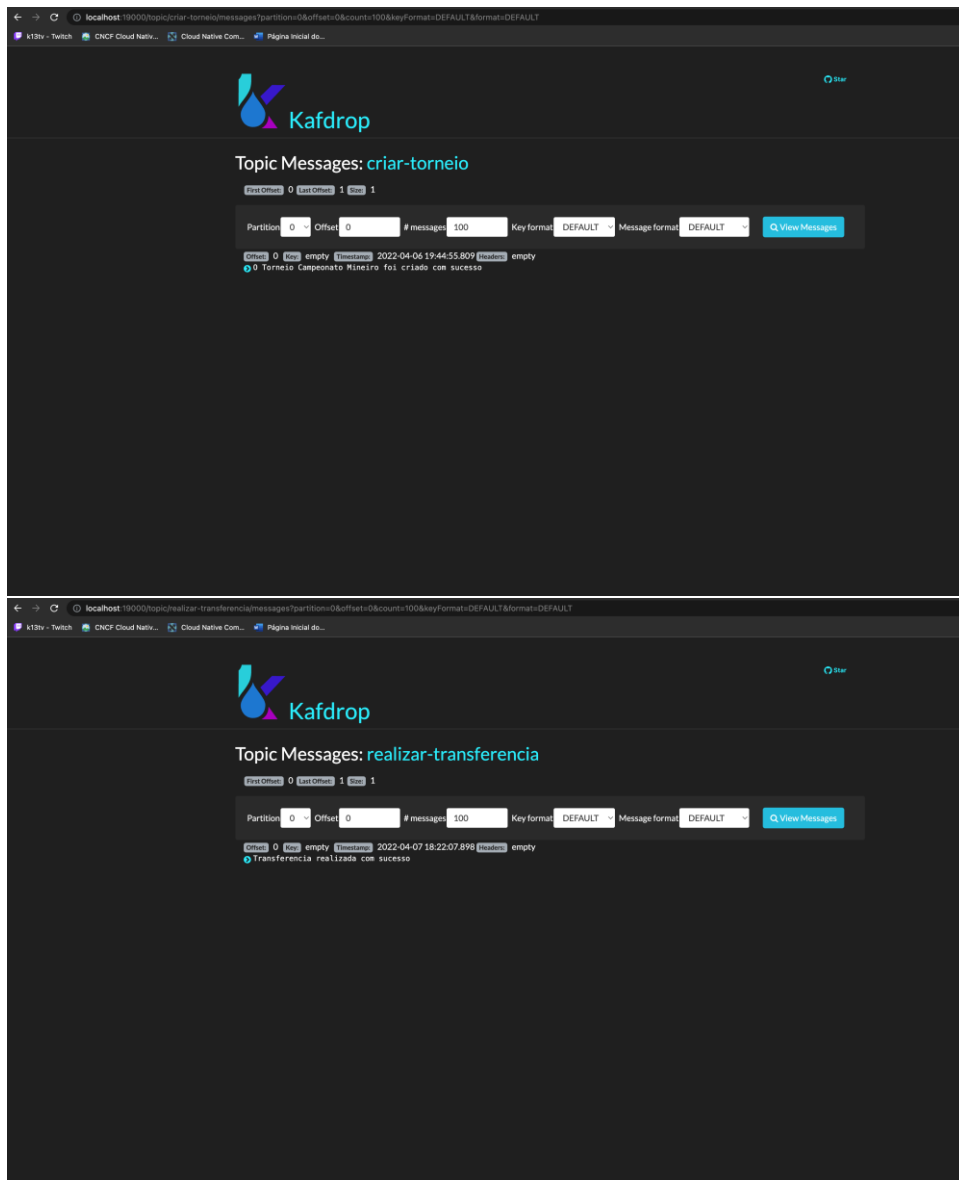 localhost:19000/topic/criar-torneio/messages?partition=0&offset=0&count=100&keyFormat=DEFAULT&format=DEFAULT
k13tv - Twitch CNCF Cloud Nativ... Cloud Native Com... Página Inicial do...
Star
Kafdrop
Topic Messages: criar-torneio
First Offset: 0 Last Offset: 1 Size: 1
Partition 0 Offset 0 # messages 100 Key format DEFAULT Message format DEFAULT View Messages
Offset: 0 Key: empty Timestamp: 2022-04-06 19:44:55.809 Headers: empty
O Torneio Campeonato Mineiro foi criado com sucesso
localhost:19000/topic/realizar-transferencia/messages?partition=0&offset=0&count=100&keyFormat=DEFAULT&format=DEFAULT
k13tv - Twitch CNCF Cloud Nativ... Cloud Native Com... Página Inicial do...
Star
Kafdrop
Topic Messages: realizar-transferencia
First Offset: 0 Last Offset: 1 Size: 1
Partition 0 Offset 0 # messages 100 Key format DEFAULT Message format DEFAULT View Messages
Offset: 0 Key: empty Timestamp: 2022-04-07 18:22:07.898 Headers: empty
Transferencia realizada com sucesso